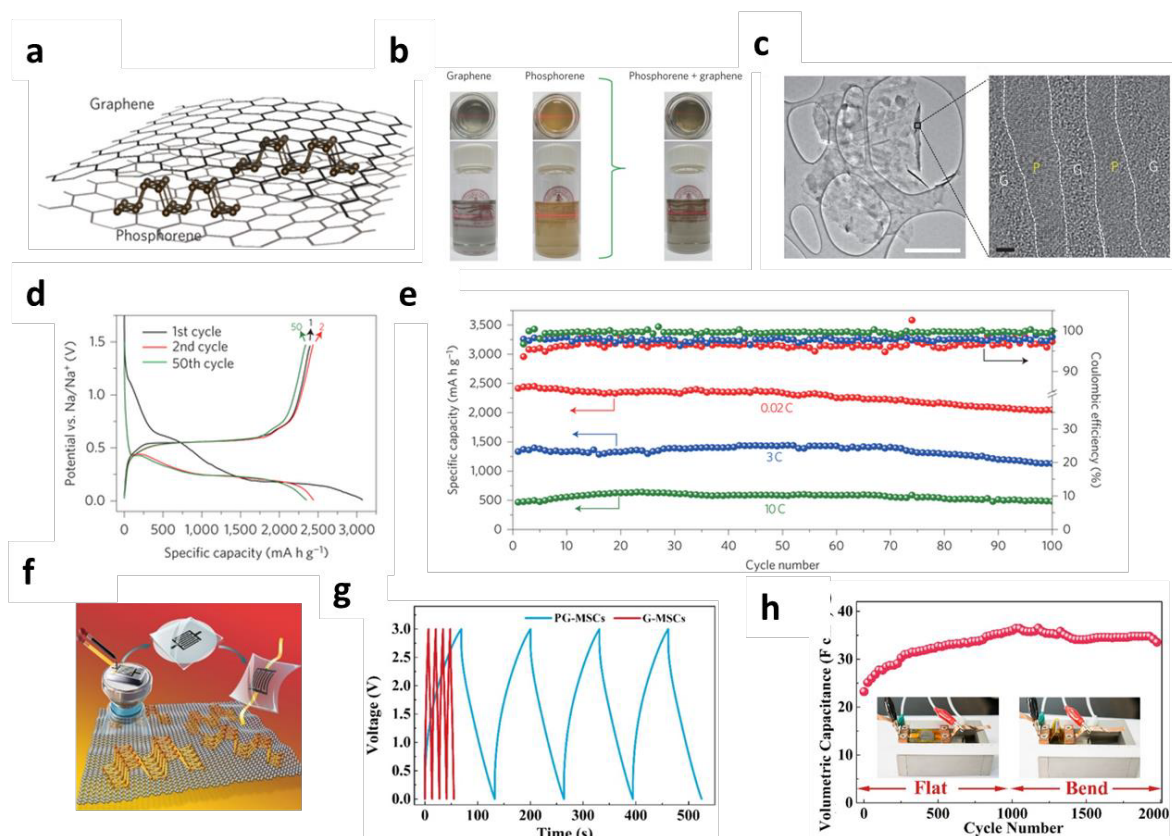 a
Graphene
Phosphorene
b
Graphene
Phosphorene
Phosphorene + graphene
c
G
P
G
P
G
d
1st cycle
2nd cycle
50th cycle
50
1
2
1.5
1.0
0.5
0.0
Potential vs. Na/Na⁺ (V)
0 500 1,000 1,500 2,000 2,500 3,000
Specific capacity (mA h g⁻¹)
e
3,500
3,000
2,500
2,000
1,500
1,000
500
0
Specific capacity (mA h g⁻¹)
0.02 C
3 C
10 C
100
90
30
20
10
0
Coulombic efficiency (%)
0 10 20 30 40 50 60 70 80 90 100
Cycle number
f
g
PG-MSCs
G-MSCs
3.0
2.5
2.0
1.5
1.0
0.5
0.0
Voltage (V)
0 100 200 300 400 500
Time (s)
h
40
30
20
10
0
Volumetric Capacitance (F c
Flat
Bend
0 500 1000 1500 2000
Cycle Number